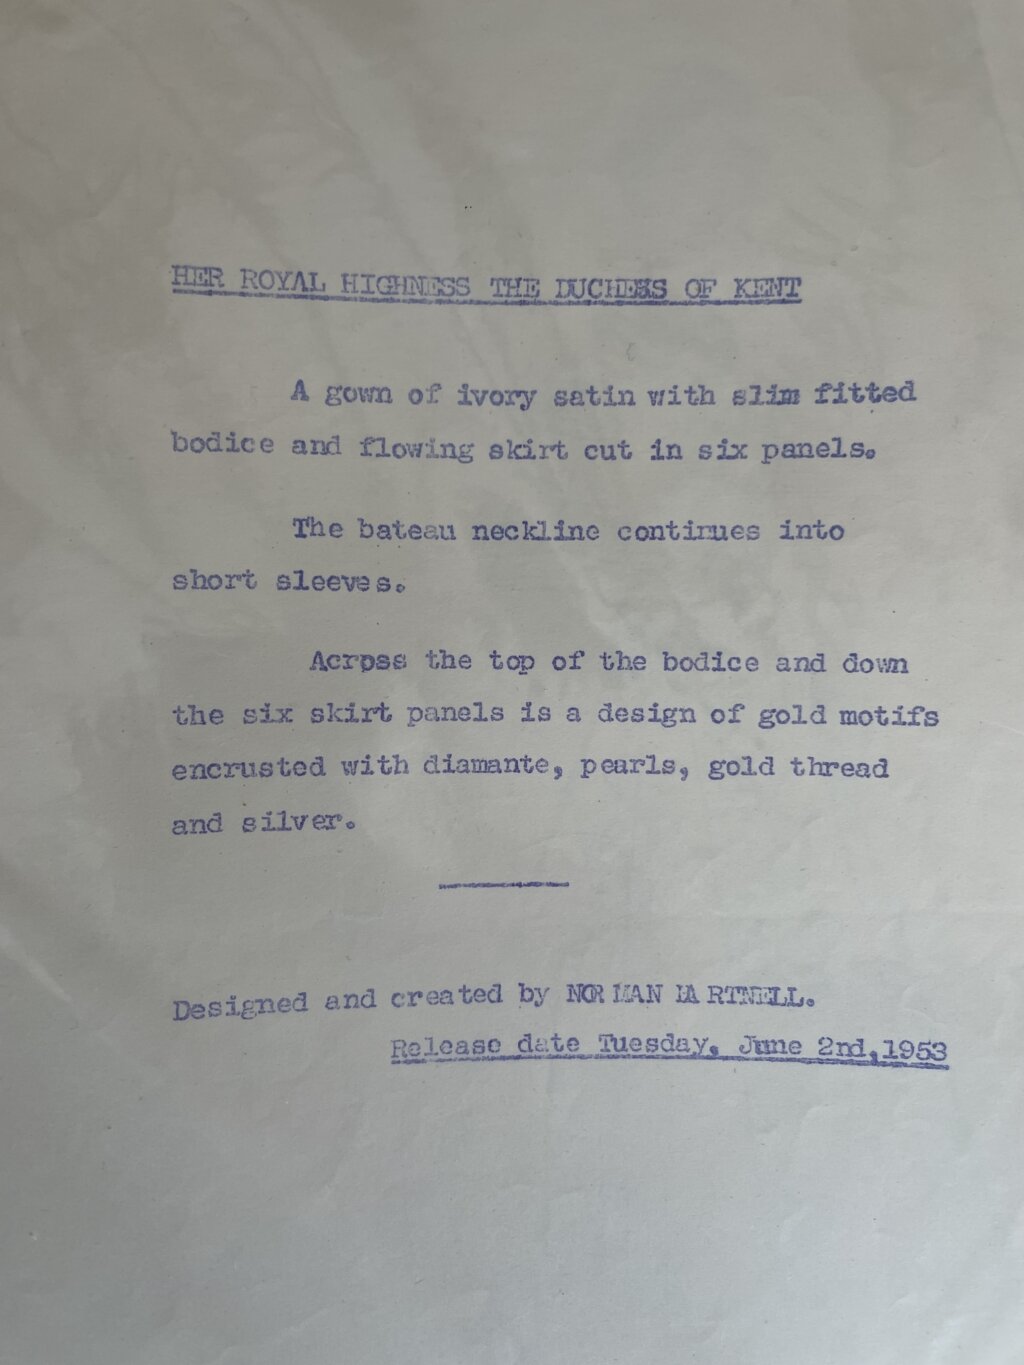 HER ROYAL HIGHNESS THE DUCHESS OF KENT
A gown of ivory satin with slim fitted
bodice and flowing skirt cut in six panels.
The bateau neckline continues into
short sleeves.
Across the top of the bodice and down
the six skirt panels is a design of gold motifs
encrusted with diamante, pearls, gold thread
and silver.
Designed and created by NORMAN HARTNELL.
Release date Tuesday, June 2nd,1953